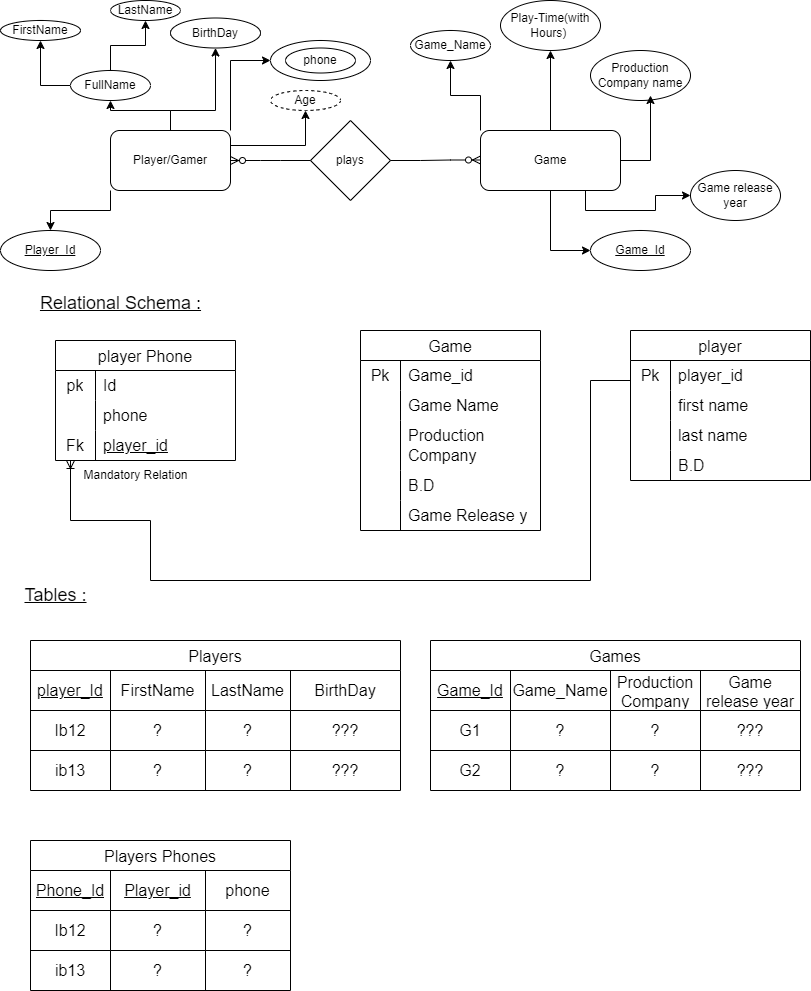 LastName
FirstName
BirthDay
FullName
phone
Age
Game_Name
Play-Time(with
Hours)
Production
Company name
Player/Gamer
plays
Game
Game release
year
Player_Id
Game_Id
Relational Schema :
player Phone
pk Id
phone
Fk player_id
Mandatory Relation
Game
Pk Game_id
Game Name
Production
Company
B.D
Game Release y
player
Pk player_id
first name
last name
B.D
Tables :
Players
player_Id FirstName LastName BirthDay
Ib12 ? ? ???
ib13 ? ? ???
Games
Game_Id Game_Name Production Company Game release year
G1 ? ? ???
G2 ? ? ???
Players Phones
Phone_Id Player_id phone
Ib12 ? ?
ib13 ? ?